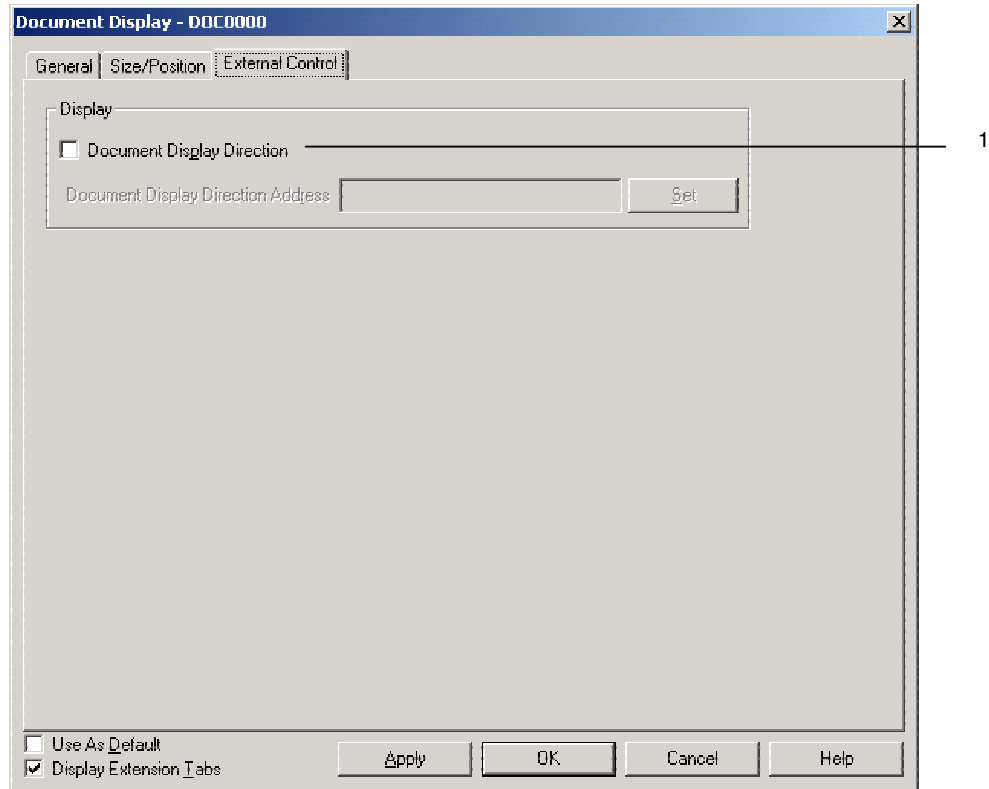 Document Display - DOC0000
General Size/Position External Control
Display
Document Display Direction
1
Document Display Direction Address Set
Use As Default
Display Extension Tabs
Apply OK Cancel Help